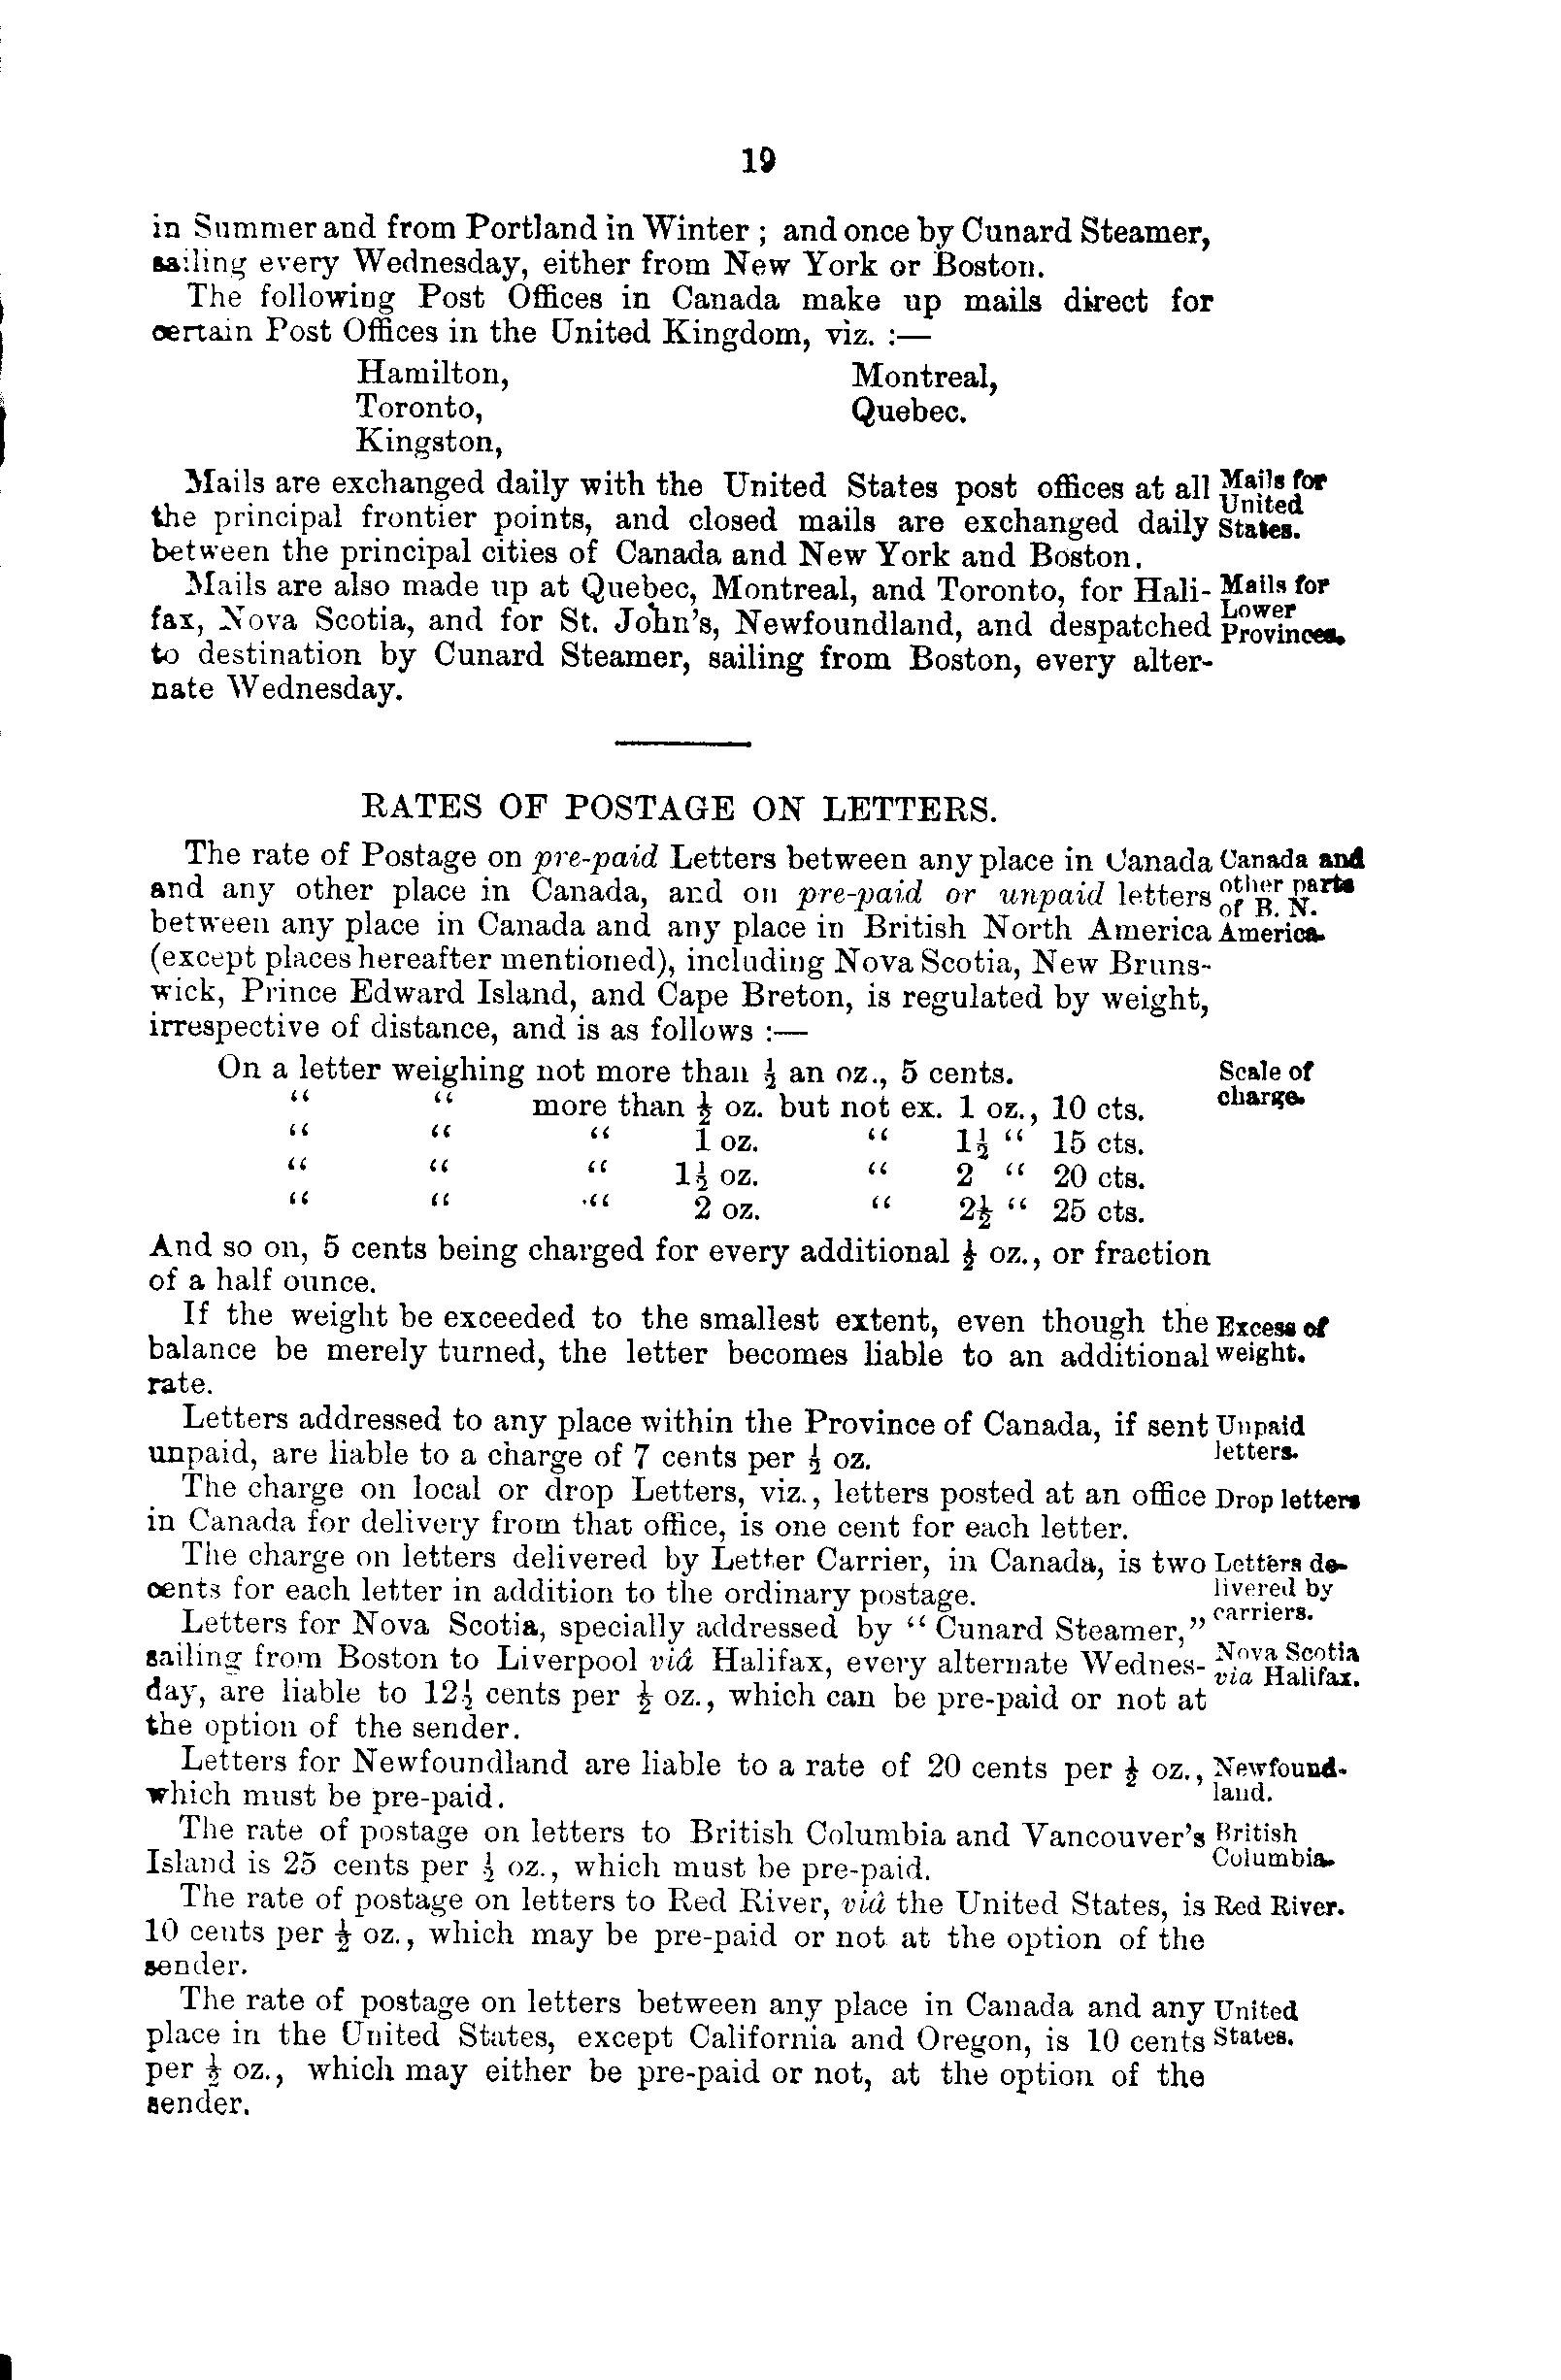 19
in Summer and from Portland in Winter ; and once by Cunard Steamer,
sailing every Wednesday, either from New York or Boston.
The following Post Offices in Canada make up mails direct for
certain Post Offices in the United Kingdom, viz. :—
Hamilton, Montreal,
Toronto, Quebec.
Kingston,
Mails are exchanged daily with the United States post offices at all
the principal frontier points, and closed mails are exchanged daily
between the principal cities of Canada and New York and Boston.
Mails for
United
States.
Mails are also made up at Quebec, Montreal, and Toronto, for Hali-
fax, Nova Scotia, and for St. John's, Newfoundland, and despatched
to destination by Cunard Steamer, sailing from Boston, every alter-
nate Wednesday.
Mails for
Lower
Provinces.
RATES OF POSTAGE ON LETTERS.
The rate of Postage on pre-paid Letters between any place in Canada
and any other place in Canada, and on pre-paid or unpaid letters
between any place in Canada and any place in British North America
(except places hereafter mentioned), including Nova Scotia, New Bruns-
wick, Prince Edward Island, and Cape Breton, is regulated by weight,
irrespective of distance, and is as follows :—
Canada and
other parts
of B. N.
America.
On a letter weighing not more than ½ an oz., 5 cents.
“ “ more than ½ oz. but not ex. 1 oz., 10 cts.
“ “ “ 1 oz. “ 1½ “ 15 cts.
“ “ “ 1½ oz. “ 2 “ 20 cts.
“ “ “ 2 oz. “ 2½ “ 25 cts.
Scale of
charge.
And so on, 5 cents being charged for every additional ½ oz., or fraction
of a half ounce.
If the weight be exceeded to the smallest extent, even though the
balance be merely turned, the letter becomes liable to an additional
rate.
Excess of
weight.
Letters addressed to any place within the Province of Canada, if sent
unpaid, are liable to a charge of 7 cents per ½ oz.
Unpaid
letters.
The charge on local or drop Letters, viz., letters posted at an office
in Canada for delivery from that office, is one cent for each letter.
Drop letters
The charge on letters delivered by Letter Carrier, in Canada, is two
cents for each letter in addition to the ordinary postage.
Letters de-
livered by
carriers.
Letters for Nova Scotia, specially addressed by “ Cunard Steamer,”
sailing from Boston to Liverpool viâ Halifax, every alternate Wednes-
day, are liable to 12½ cents per ½ oz., which can be pre-paid or not at
the option of the sender.
Nova Scotia
via Halifax.
Letters for Newfoundland are liable to a rate of 20 cents per ½ oz.,
which must be pre-paid.
Newfound-
land.
The rate of postage on letters to British Columbia and Vancouver's
Island is 25 cents per ½ oz., which must be pre-paid.
British
Columbia.
The rate of postage on letters to Red River, viâ the United States, is
10 cents per ½ oz., which may be pre-paid or not at the option of the
sender.
Red River.
The rate of postage on letters between any place in Canada and any
place in the United States, except California and Oregon, is 10 cents
per ½ oz., which may either be pre-paid or not, at the option of the
sender.
United
States.